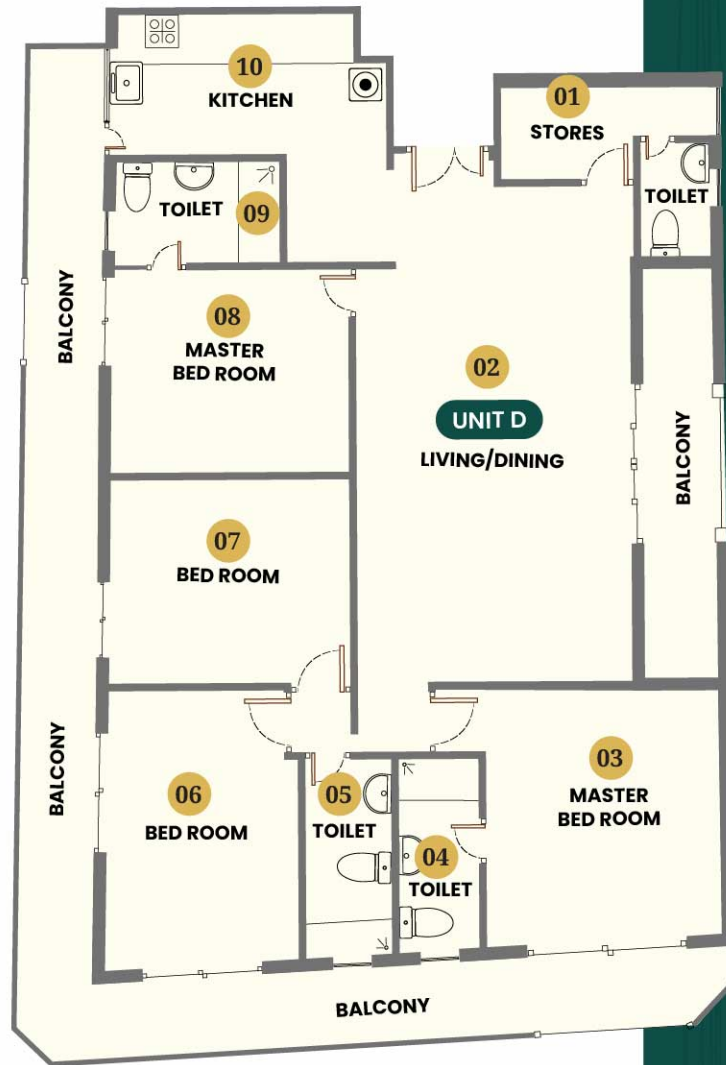 10
KITCHEN
01
STORES
TOILET
TOILET
09
BALCONY
08
MASTER
BED ROOM
02
UNIT D
LIVING/DINING
BALCONY
07
BED ROOM
BALCONY
06
BED ROOM
05
TOILET
04
TOILET
03
MASTER
BED ROOM
BALCONY